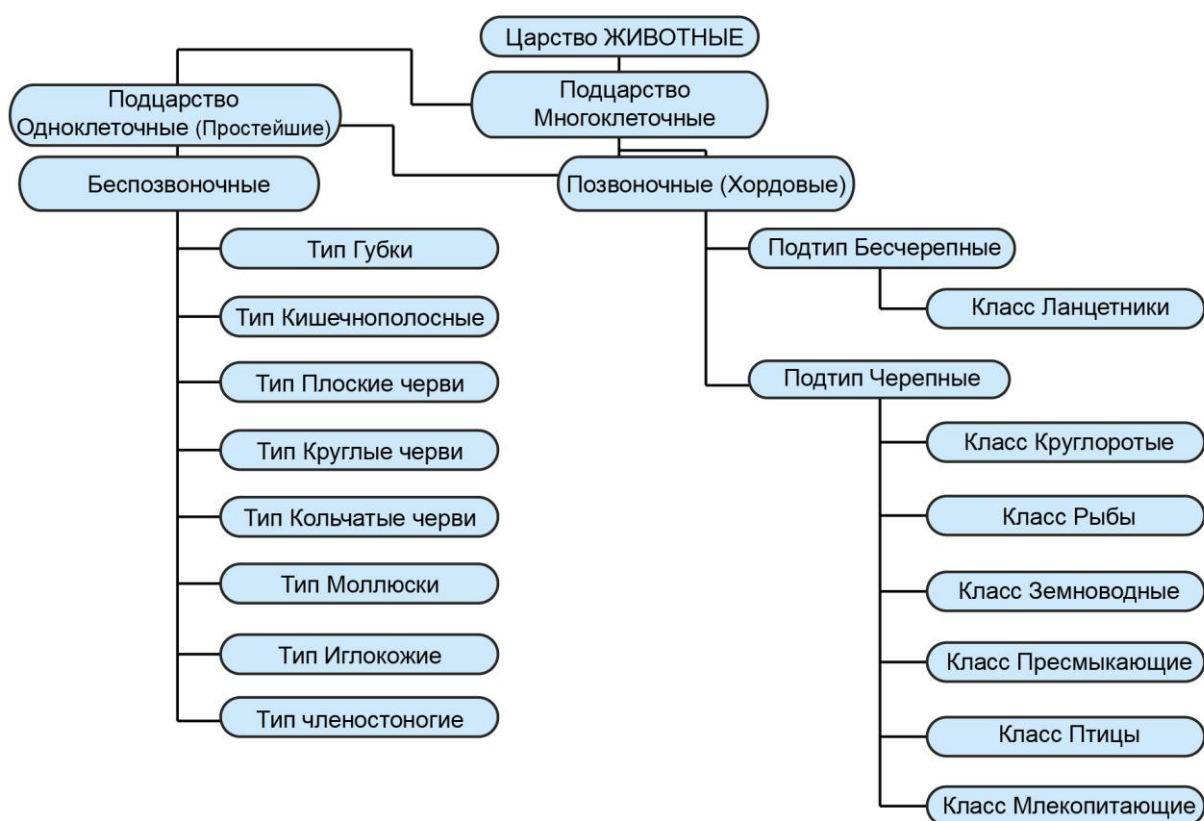 Царство ЖИВОТНЫЕ
Подцарство
Одноклеточные (Простейшие)
Подцарство
Многоклеточные
Беспозвоночные
Позвоночные (Хордовые)
Тип Губки
Тип Кишечнополосные
Тип Плоские черви
Тип Круглые черви
Тип Кольчатые черви
Тип Моллюски
Тип Иглокожие
Тип членостоногие
Подтип Бесчерепные
Класс Ланцетники
Подтип Черепные
Класс Круглоротые
Класс Рыбы
Класс Земноводные
Класс Пресмыкающие
Класс Птицы
Класс Млекопитающие